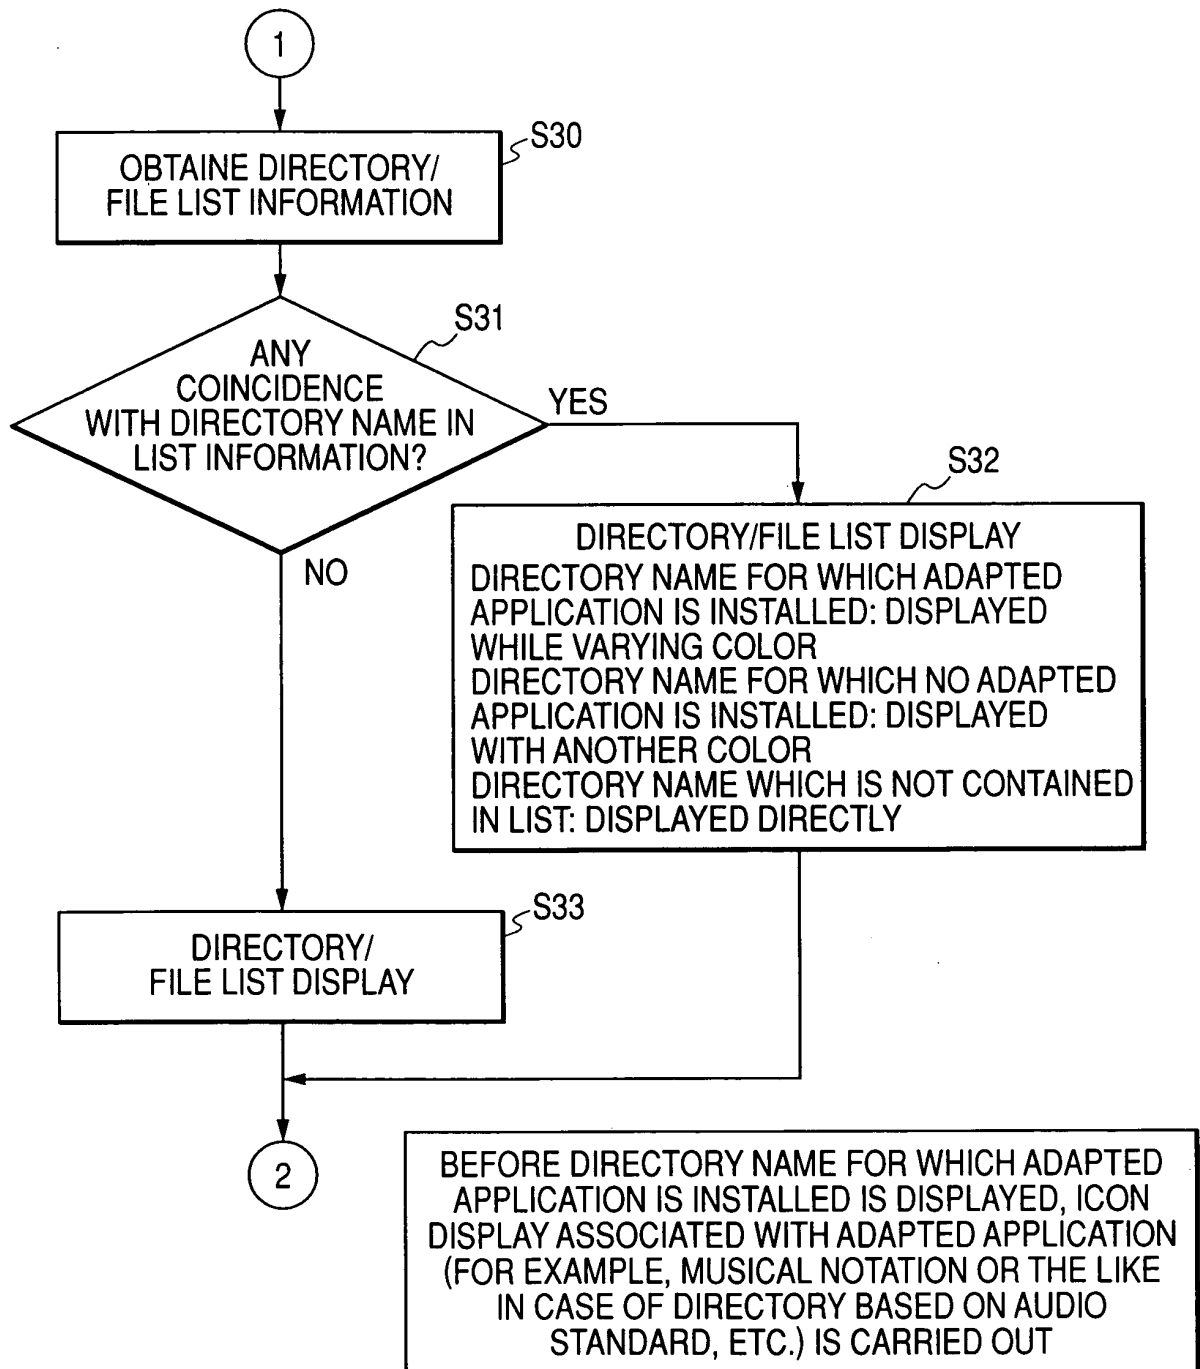 1
S30
OBTAINE DIRECTORY/
FILE LIST INFORMATION
S31
ANY
COINCIDENCE
WITH DIRECTORY NAME IN
LIST INFORMATION?
YES
NO
S32
DIRECTORY/FILE LIST DISPLAY
DIRECTORY NAME FOR WHICH ADAPTED
APPLICATION IS INSTALLED: DISPLAYED
WHILE VARYING COLOR
DIRECTORY NAME FOR WHICH NO ADAPTED
APPLICATION IS INSTALLED: DISPLAYED
WITH ANOTHER COLOR
DIRECTORY NAME WHICH IS NOT CONTAINED
IN LIST: DISPLAYED DIRECTLY
S33
DIRECTORY/
FILE LIST DISPLAY
2
BEFORE DIRECTORY NAME FOR WHICH ADAPTED
APPLICATION IS INSTALLED IS DISPLAYED, ICON
DISPLAY ASSOCIATED WITH ADAPTED APPLICATION
(FOR EXAMPLE, MUSICAL NOTATION OR THE LIKE
IN CASE OF DIRECTORY BASED ON AUDIO
STANDARD, ETC.) IS CARRIED OUT